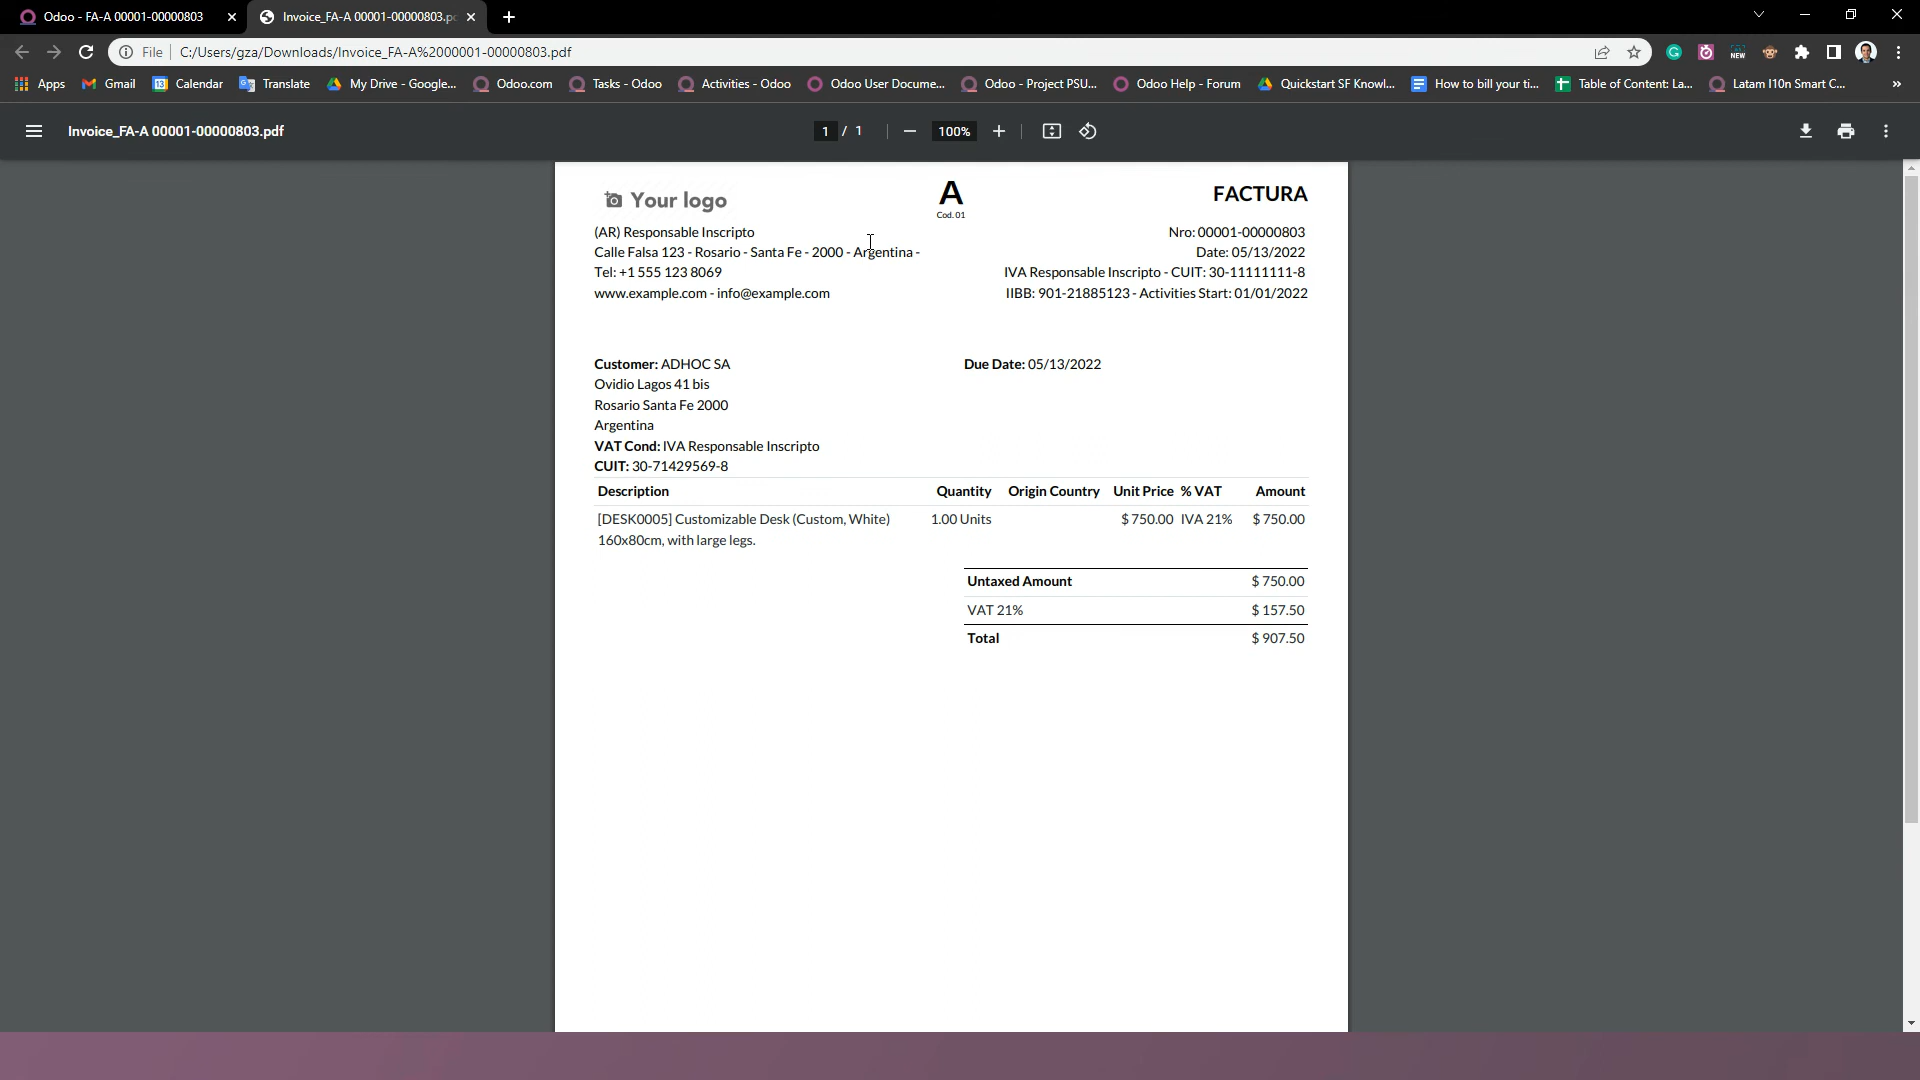 Odoo - FA-A 00001-00000803
Invoice_FA-A 00001-00000803.pd
File
C:/Users/gza/Downloads/Invoice_FA-A%2000001-00000803.pdf
Apps
Gmail
Calendar
Translate
My Drive - Google...
Odoo.com
Tasks - Odoo
Activities - Odoo
Odoo User Docume...
Odoo - Project PSU...
Odoo Help - Forum
Quickstart SF Knowl...
How to bill your ti...
Table of Content: La...
Latam l10n Smart C...
»
Invoice_FA-A 00001-00000803.pdf
1 / 1
100%
Your logo
A
Cod. 01
FACTURA
(AR) Responsable Inscripto
Calle Falsa 123 - Rosario - Santa Fe - 2000 - Argentina -
Tel: +1 555 123 8069
www.example.com - info@example.com
Nro: 00001-00000803
Date: 05/13/2022
IVA Responsable Inscripto - CUIT: 30-11111111-8
IIBB: 901-21885123 - Activities Start: 01/01/2022
Customer: ADHOC SA
Ovidio Lagos 41 bis
Rosario Santa Fe 2000
Argentina
VAT Cond: IVA Responsable Inscripto
CUIT: 30-71429569-8
Due Date: 05/13/2022
Description Quantity Origin Country Unit Price % VAT Amount
[DESK0005] Customizable Desk (Custom, White) 1.00 Units $ 750.00 IVA 21% $ 750.00
160x80cm, with large legs.
Untaxed Amount $ 750.00
VAT 21% $ 157.50
Total $ 907.50